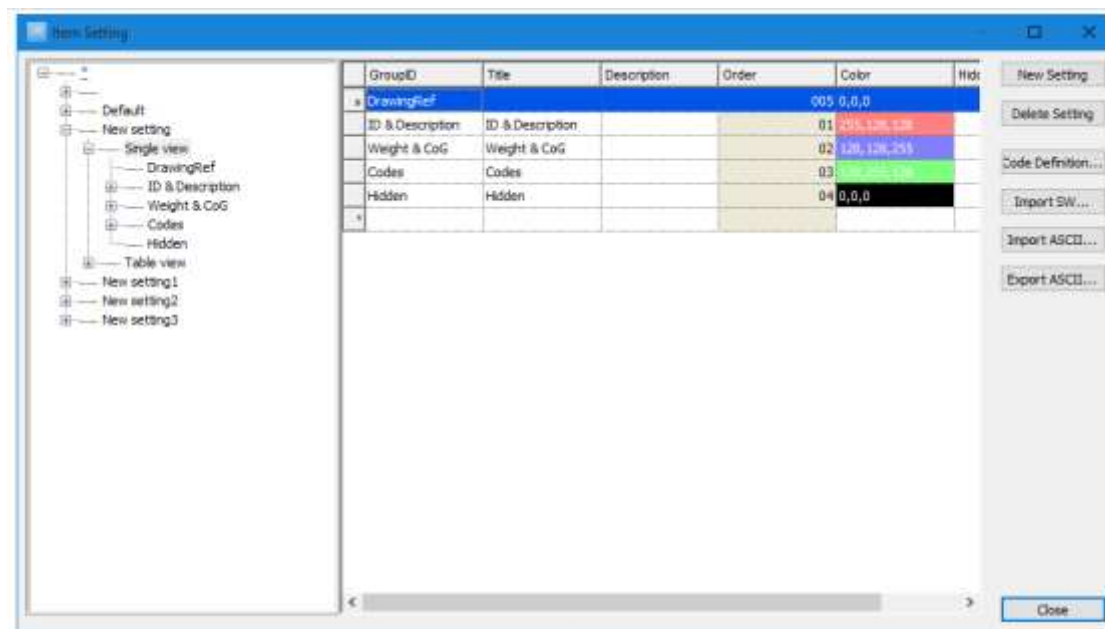 Item Setting
Default
New setting
Single view
DrawingRef
ID & Description
Weight & CoG
Codes
Hidden
Table view
New setting1
New setting2
New setting3
GroupID Title Description Order Color Hidd
DrawingRef 005 0,0,0
ID & Description ID & Description 01 255,128,128
Weight & CoG Weight & CoG 02 128,128,255
Codes Codes 03
Hidden Hidden 04 0,0,0
New Setting
Delete Setting
Code Definition...
Import SW...
Import ASCII...
Export ASCII...
Close